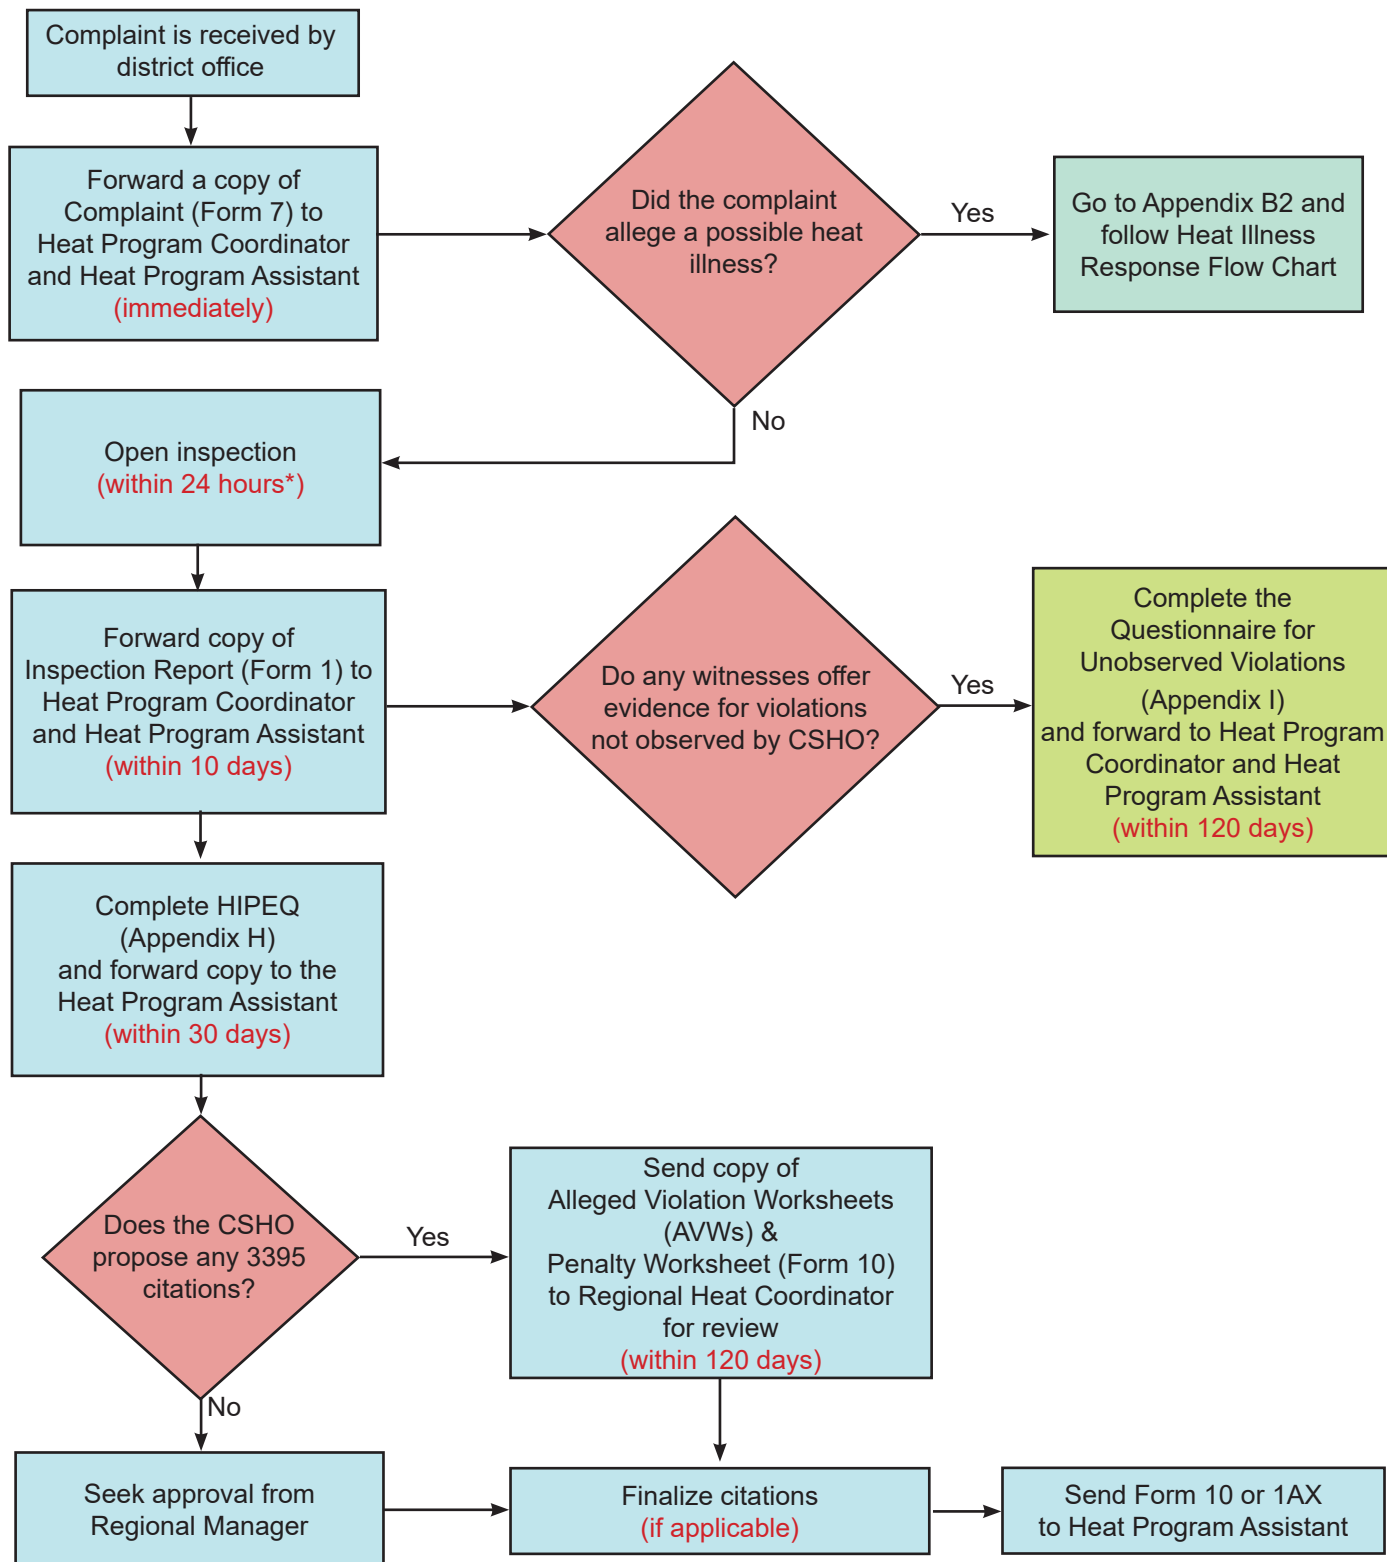 Complaint is received by
district office
Forward a copy of
Complaint (Form 7) to
Heat Program Coordinator
and Heat Program Assistant
(immediately)
Did the complaint
allege a possible heat
illness?
Yes
Go to Appendix B2 and
follow Heat Illness
Response Flow Chart
No
Open inspection
(within 24 hours*)
Forward copy of
Inspection Report (Form 1) to
Heat Program Coordinator
and Heat Program Assistant
(within 10 days)
Do any witnesses offer
evidence for violations
not observed by CSHO?
Yes
Complete the
Questionnaire for
Unobserved Violations
(Appendix I)
and forward to Heat Program
Coordinator and Heat
Program Assistant
(within 120 days)
Complete HIPEQ
(Appendix H)
and forward copy to the
Heat Program Assistant
(within 30 days)
Does the CSHO
propose any 3395
citations?
Yes
Send copy of
Alleged Violation Worksheets
(AVWs) &
Penalty Worksheet (Form 10)
to Regional Heat Coordinator
for review
(within 120 days)
No
Seek approval from
Regional Manager
Finalize citations
(if applicable)
Send Form 10 or 1AX
to Heat Program Assistant